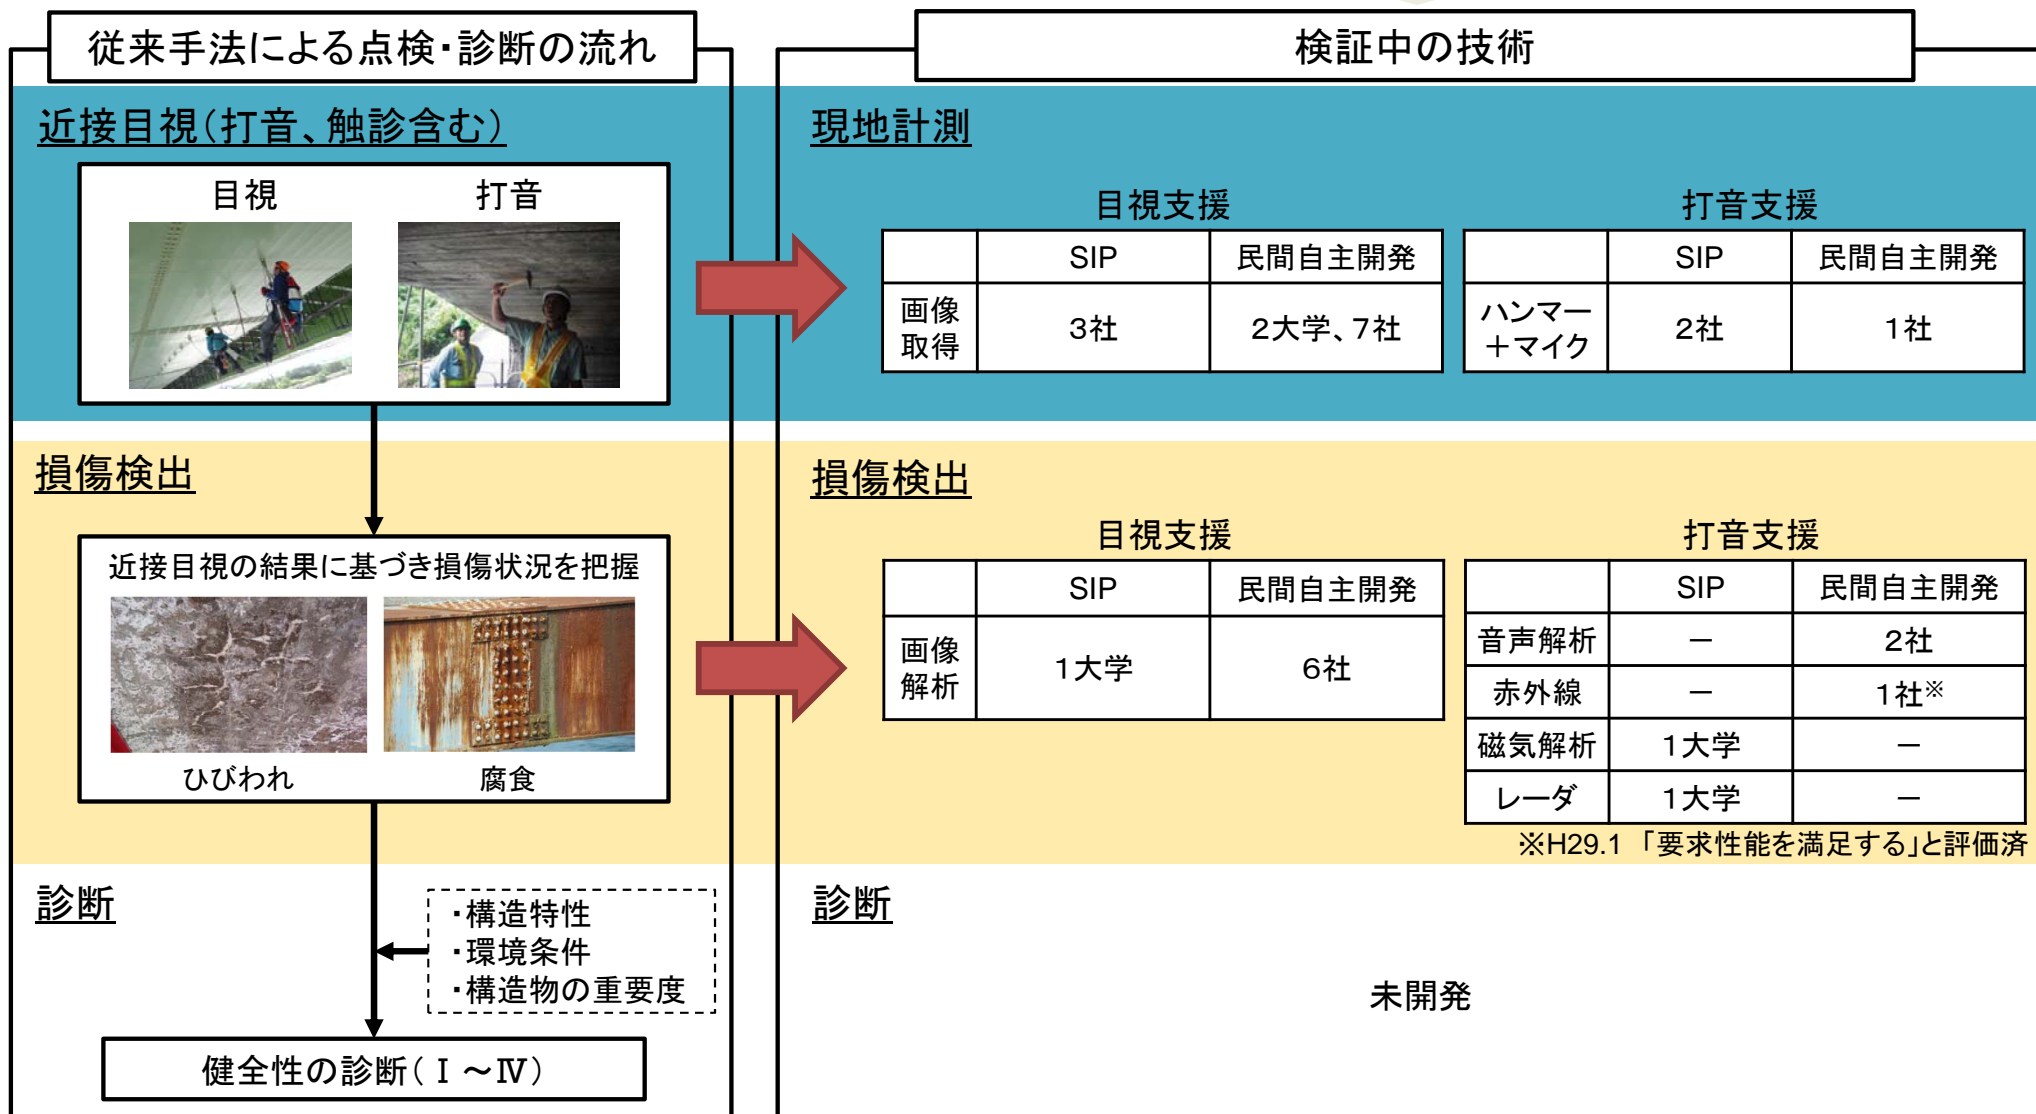 従来手法による点検・診断の流れ
近接目視(打音、触診含む)
目視 打音
損傷検出
近接目視の結果に基づき損傷状況を把握
ひびわれ 腐食
診断
・構造特性
・環境条件
・構造物の重要度
健全性の診断(Ⅰ～Ⅳ)
検証中の技術
現地計測
目視支援
SIP 民間自主開発
画像取得 3社 2大学、7社
打音支援
SIP 民間自主開発
ハンマー＋マイク 2社 1社
損傷検出
目視支援
SIP 民間自主開発
画像解析 1大学 6社
打音支援
SIP 民間自主開発
音声解析 － 2社
赤外線 － 1社※
磁気解析 1大学 －
レーダ 1大学 －
※H29.1 「要求性能を満足する」と評価済
診断
未開発